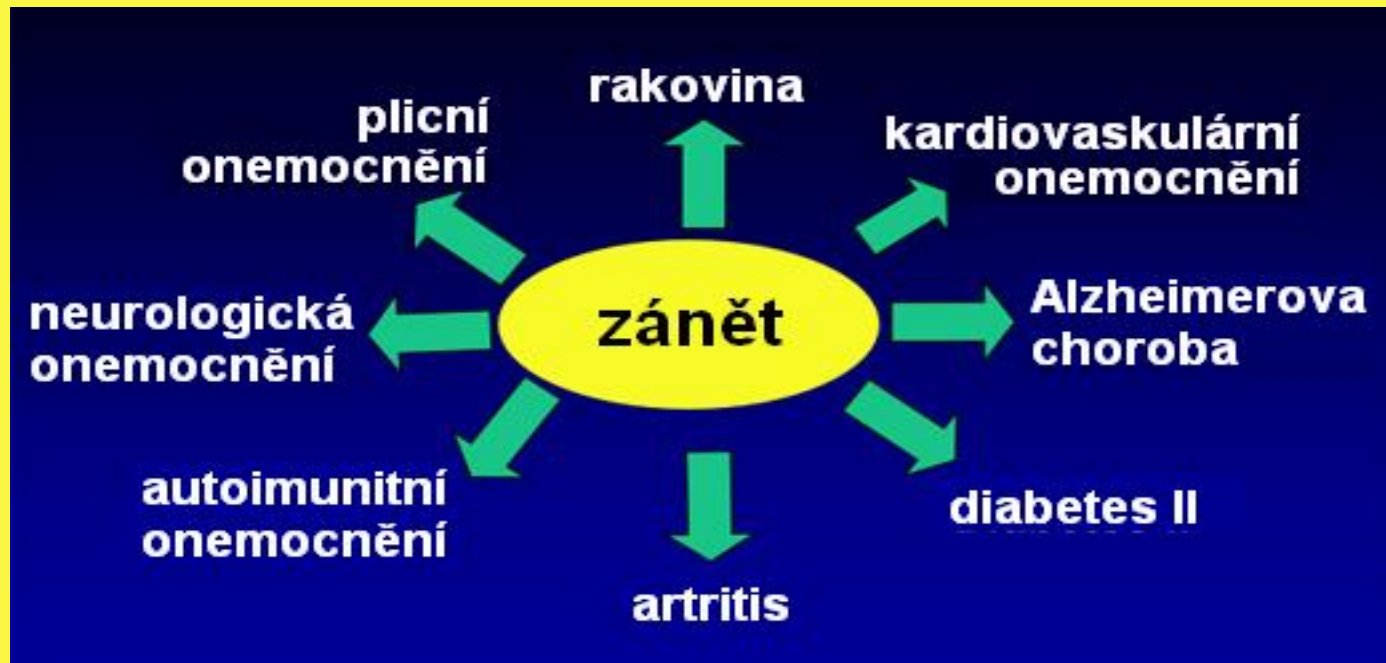 rakovina
plicní
onemocnění
kardiovaskulární
onemocnění
zánět
neurologická
onemocnění
Alzheimerova
choroba
autoimunitní
onemocnění
diabetes II
artritis